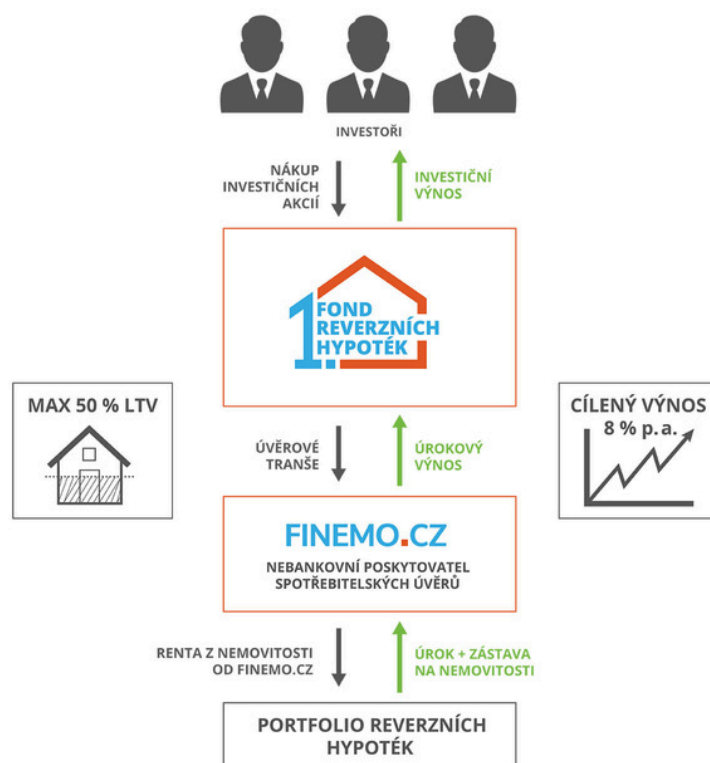 INVESTOŘI
NÁKUP
INVESTIČNÍCH
AKCIÍ
INVESTIČNÍ
VÝNOS
1. FOND
REVERZNÍCH
HYPOTÉK
MAX 50 % LTV
CÍLENÝ VÝNOS
8 % p.a.
ÚVĚROVÉ
TRANŠE
ÚROKOVÝ
VÝNOS
FINEMO.CZ
NEBANKOVNÍ POSKYTOVATEL
SPOTŘEBITELSKÝCH ÚVĚRŮ
RENTA Z NEMOVITOSTI
OD FINEMO.CZ
ÚROK + ZÁSTAVA
NA NEMOVITOSTI
PORTFOLIO REVERZNÍCH
HYPOTÉK